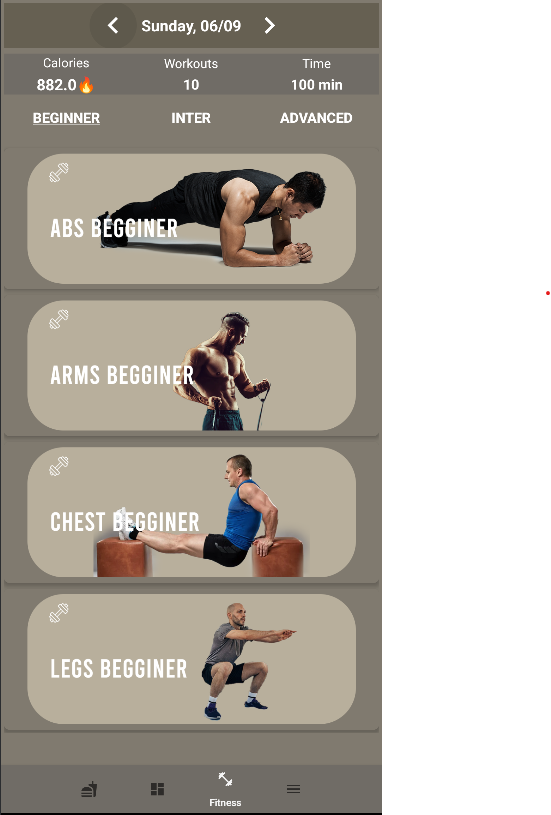 Sunday, 06/09
Calories Workouts Time
882.0🔥 10 100 min
BEGINNER INTER ADVANCED
ABS BEGGINER
ARMS BEGGINER
CHEST BEGGINER
LEGS BEGGINER
Fitness